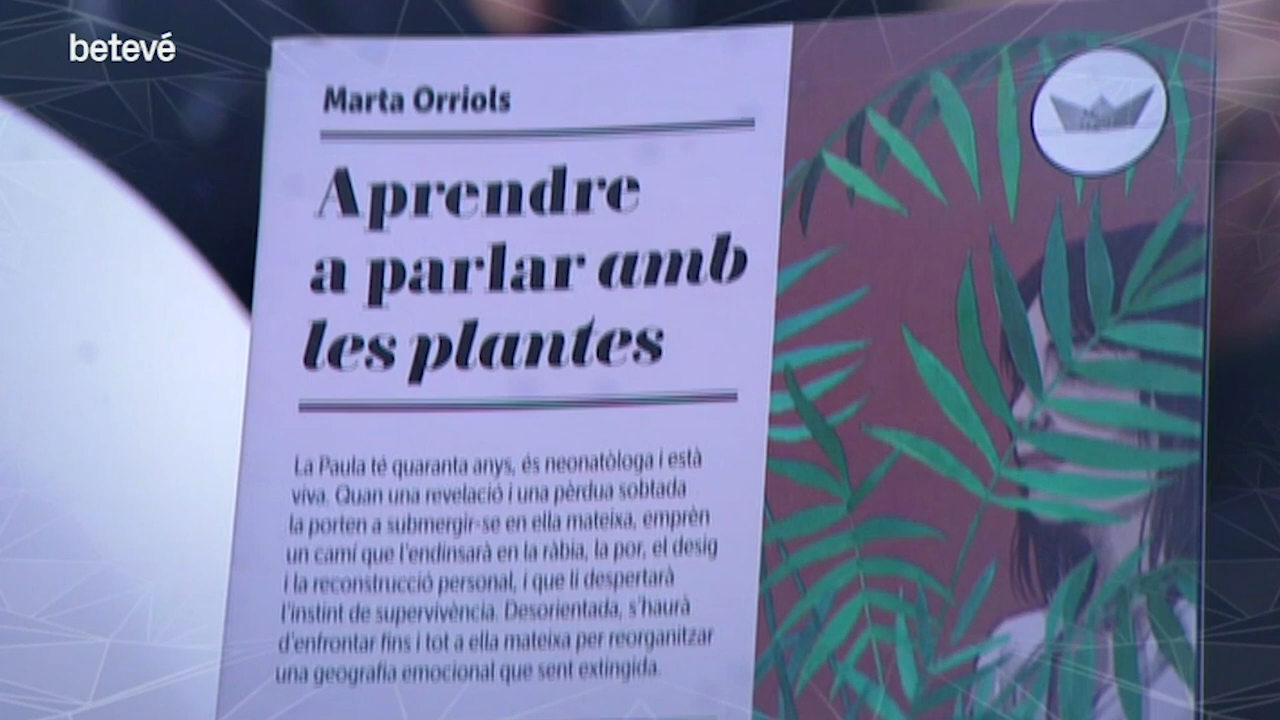 betevé
Marta Orriols
Aprendre
a parlar amb
les plantes
La Paula té quaranta anys, és neonatòloga i està
viva. Quan una revelació i una pèrdua sobtada
la porten a submergir-se en ella mateixa, emprèn
un camí que l'endinsarà en la ràbia, la por, el desig
i la reconstrucció personal, i que li despertarà
l'instint de supervivència. Desorientada, s'haurà
d'enfrontar fins i tot a ella mateixa per reorganitzar
una geografia emocional que sent extingida.